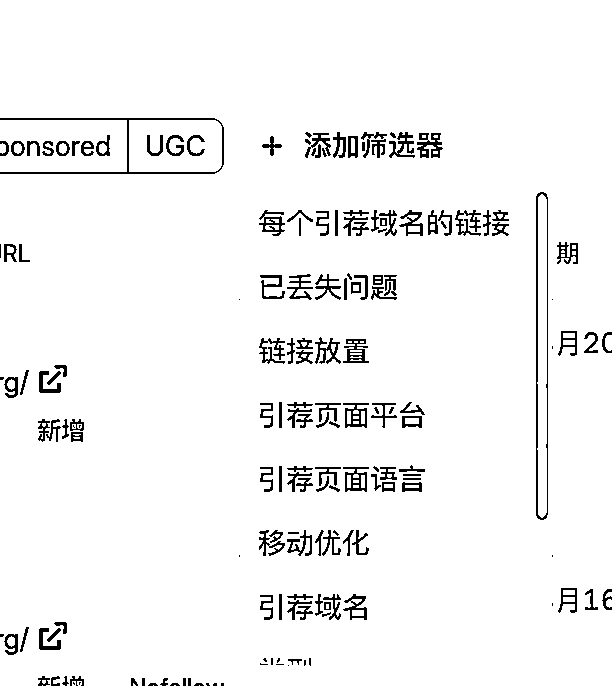 ponsored UGC + 添加筛选器
每个引荐域名的链接
URL 期
已丢失问题
月20
链接放置
rg/
引荐页面平台
新增
引荐页面语言
移动优化
引荐域名
月16
rg/
类型
新增 Nofollow